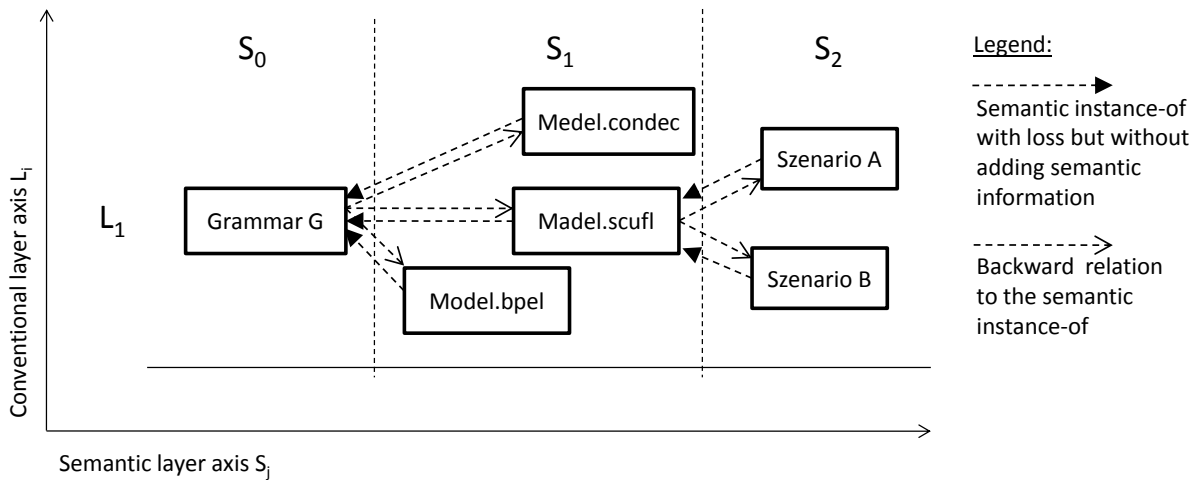 S0
S1
S2
Legend:
Semantic instance-of
with loss but without
adding semantic
information
Backward relation
to the semantic
instance-of
Conventional layer axis Li
L1
Medel.condec
Szenario A
Grammar G
Madel.scufl
Szenario B
Model.bpel
Semantic layer axis Sj